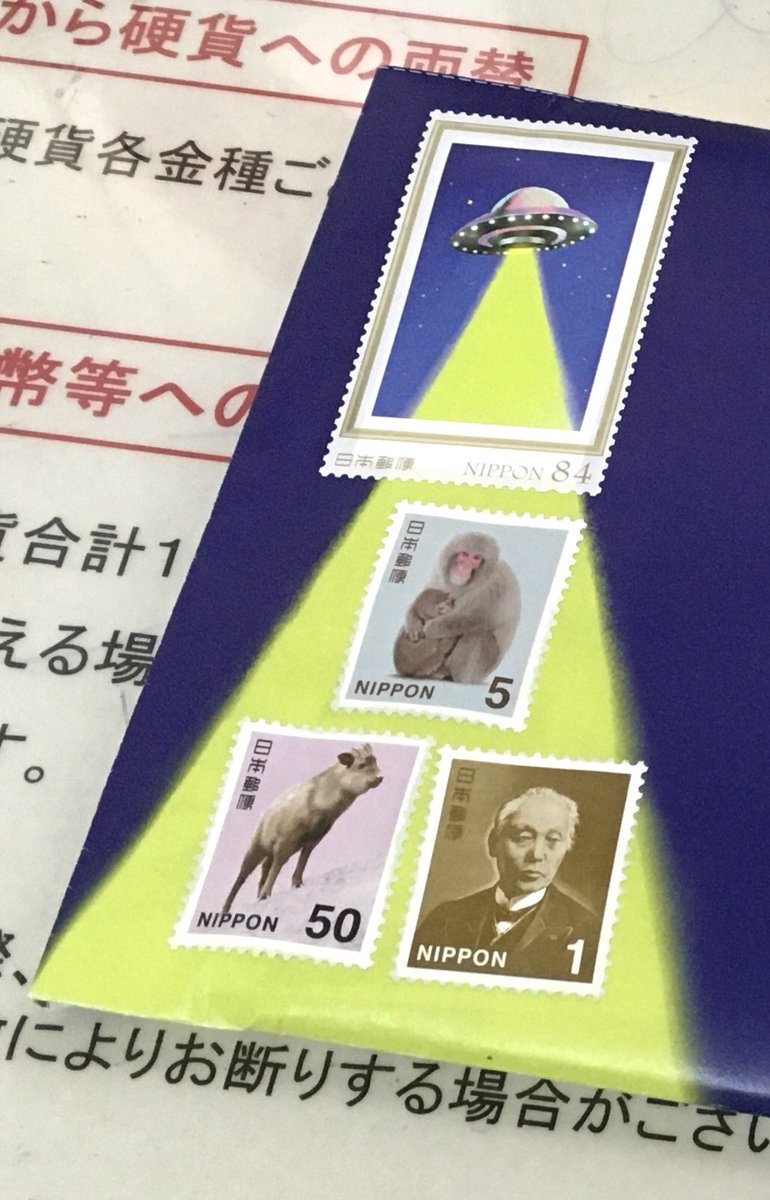 から硬貨への両替
硬貨各金種ご
幣等への
貨合計1
える場
す。
によりお断りする場合がござい
日本郵便 NIPPON 84
日本郵便
NIPPON 5
日本郵便
NIPPON 50
日本郵便
NIPPON 1